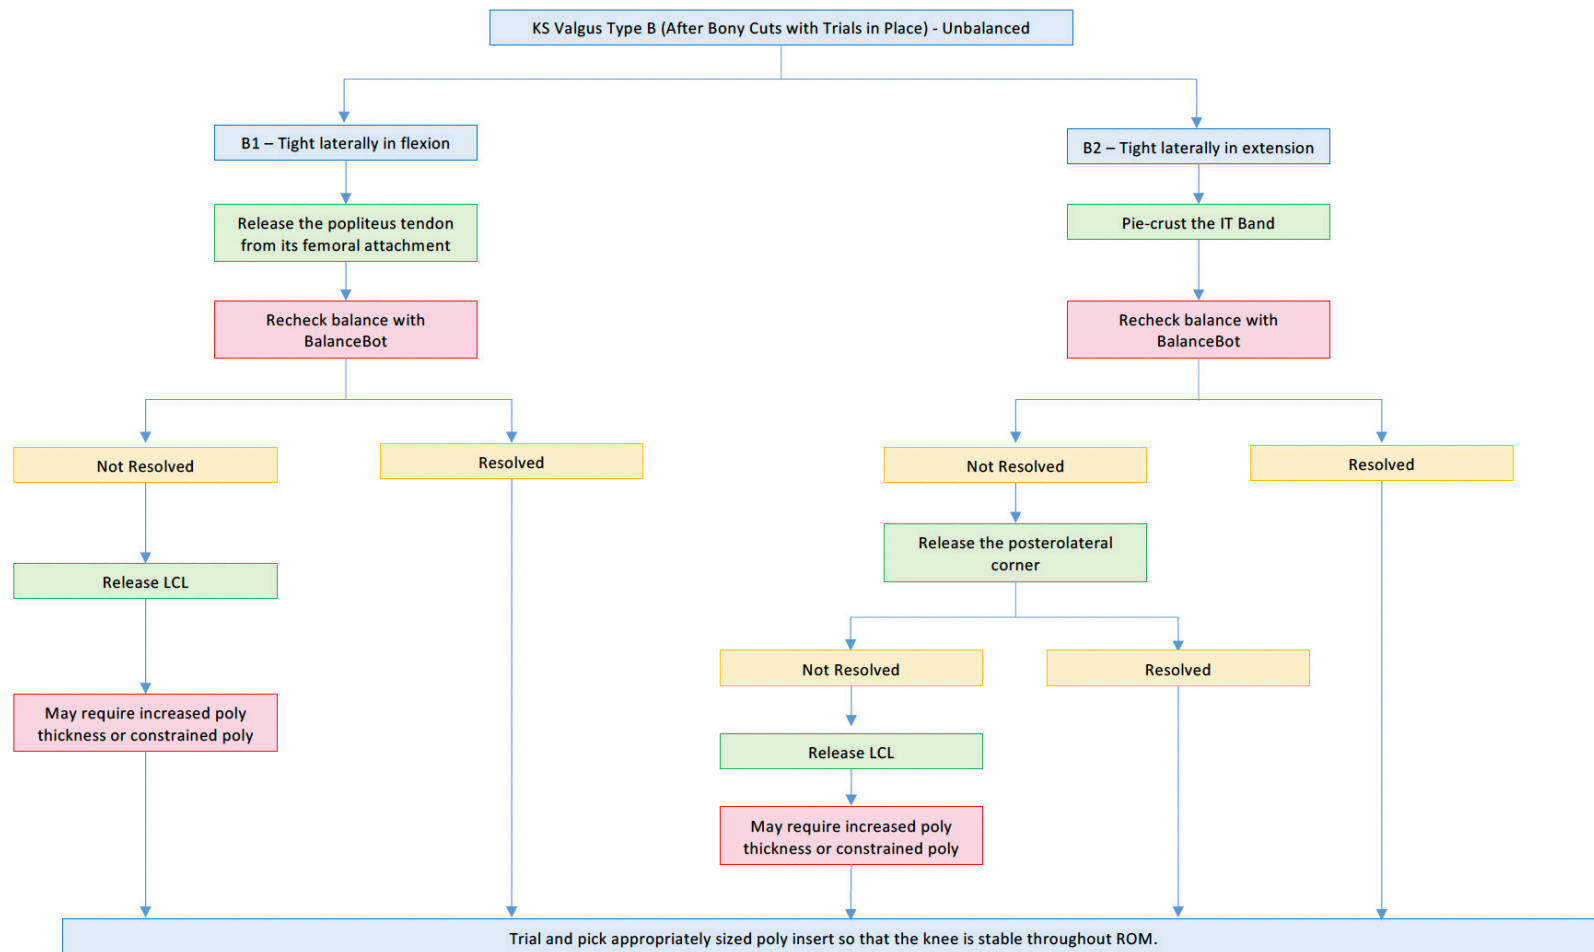 KS Valgus Type B (After Bony Cuts with Trials in Place) - Unbalanced
B1 – Tight laterally in flexion
B2 – Tight laterally in extension
Release the popliteus tendon
from its femoral attachment
Pie-crust the IT Band
Recheck balance with
BalanceBot
Recheck balance with
BalanceBot
Not Resolved
Resolved
Not Resolved
Resolved
Release the posterolateral
corner
Release LCL
Not Resolved
Resolved
May require increased poly
thickness or constrained poly
Release LCL
May require increased poly
thickness or constrained poly
Trial and pick appropriately sized poly insert so that the knee is stable throughout ROM.